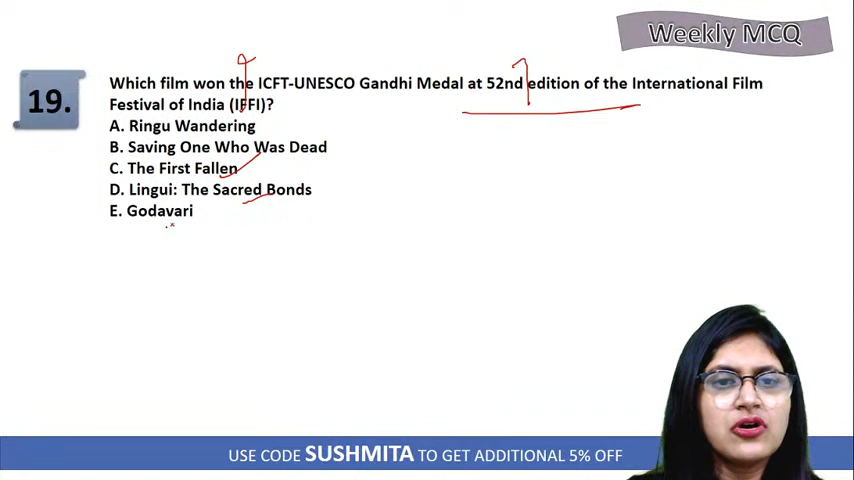 Weekly MCQ
19.
Which film won the ICFT-UNESCO Gandhi Medal at 52nd edition of the International Film
Festival of India (IFFI)?
A. Ringu Wandering
B. Saving One Who Was Dead
C. The First Fallen
D. Lingui: The Sacred Bonds
E. Godavari
USE CODE SUSHMITA TO GET ADDITIONAL 5% OFF